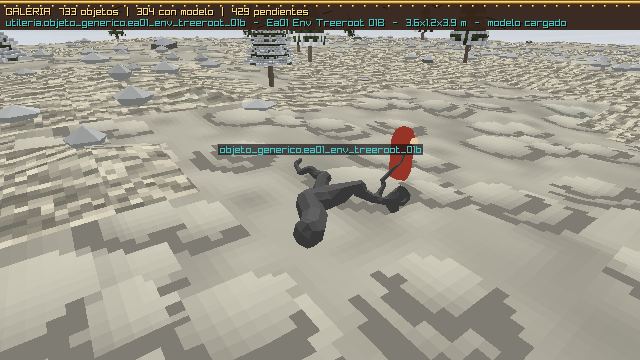 GALERIA 733 objetos | 304 con modelo | 429 pendientes
utileria.objeto_generico.ea01_env_treeroot_01b - Ea01 Env Treeroot 01B - 3.6x1.2x3.9 m - modelo cargado
objeto_generico.ea01_env_treeroot_01b